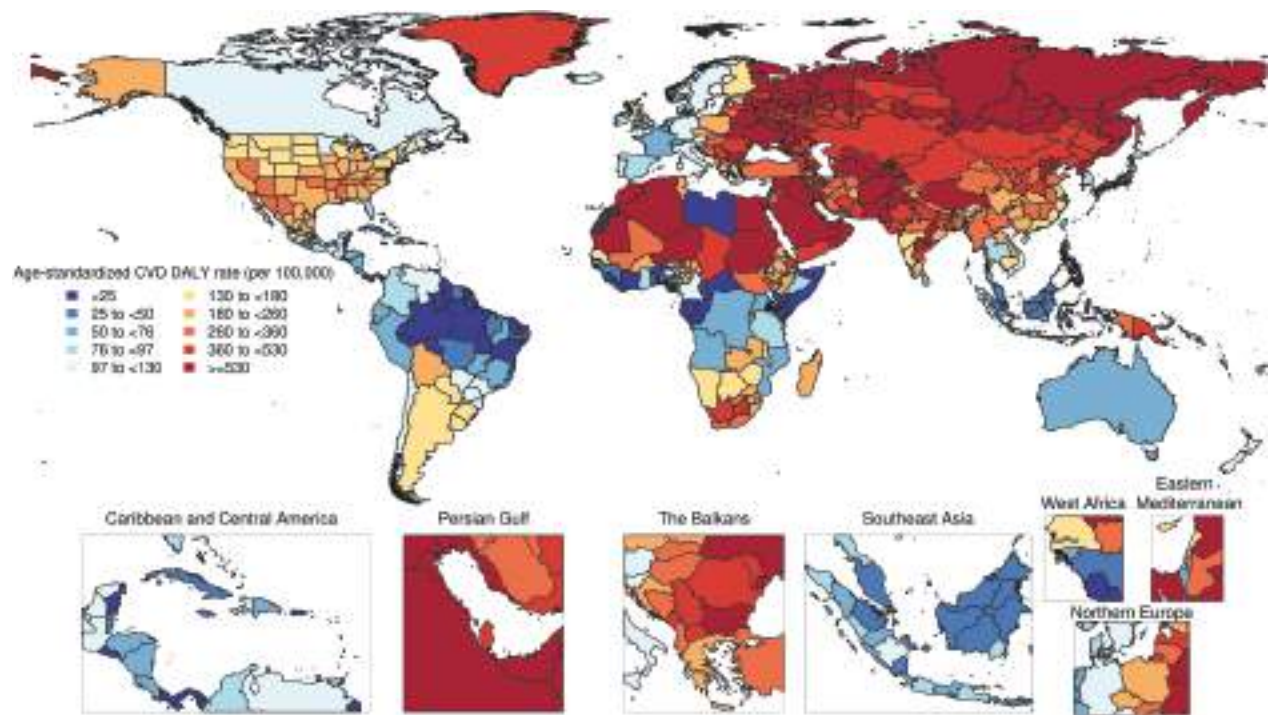 Age-standardized CVD DALY rate (per 100,000)
<25
25 to <50
50 to <76
76 to <97
97 to <130
130 to <180
180 to <260
260 to <360
360 to <530
>=530
Caribbean and Central America
Persian Gulf
The Balkans
Southeast Asia
West Africa
Eastern
Mediterranean
Northern Europe